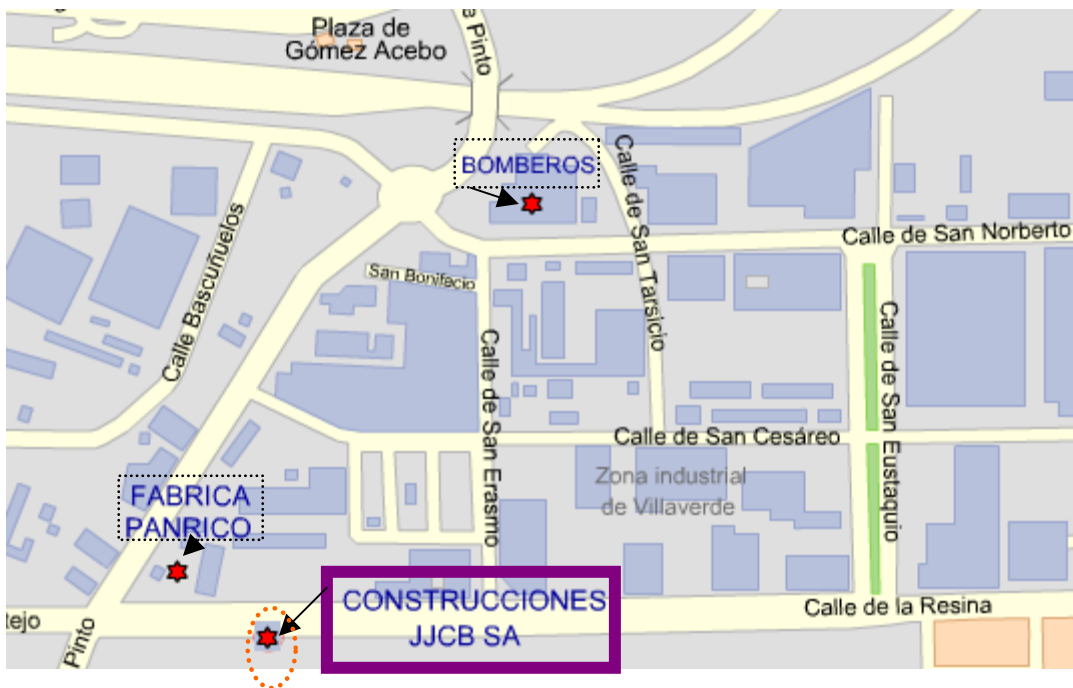 Plaza de
Gómez Acebo
e Pinto
BOMBEROS
Calle de San Tarsicio
Calle de San Norberto
Calle Bascuñuelos
San Bonifacio
Calle de San Erasmo
Calle de San Eustaquio
Calle de San Cesáreo
Zona industrial
de Villaverde
FABRICA
PANRICO
CONSTRUCCIONES
JJCB SA
Calle de la Resina
tejo
Pinto